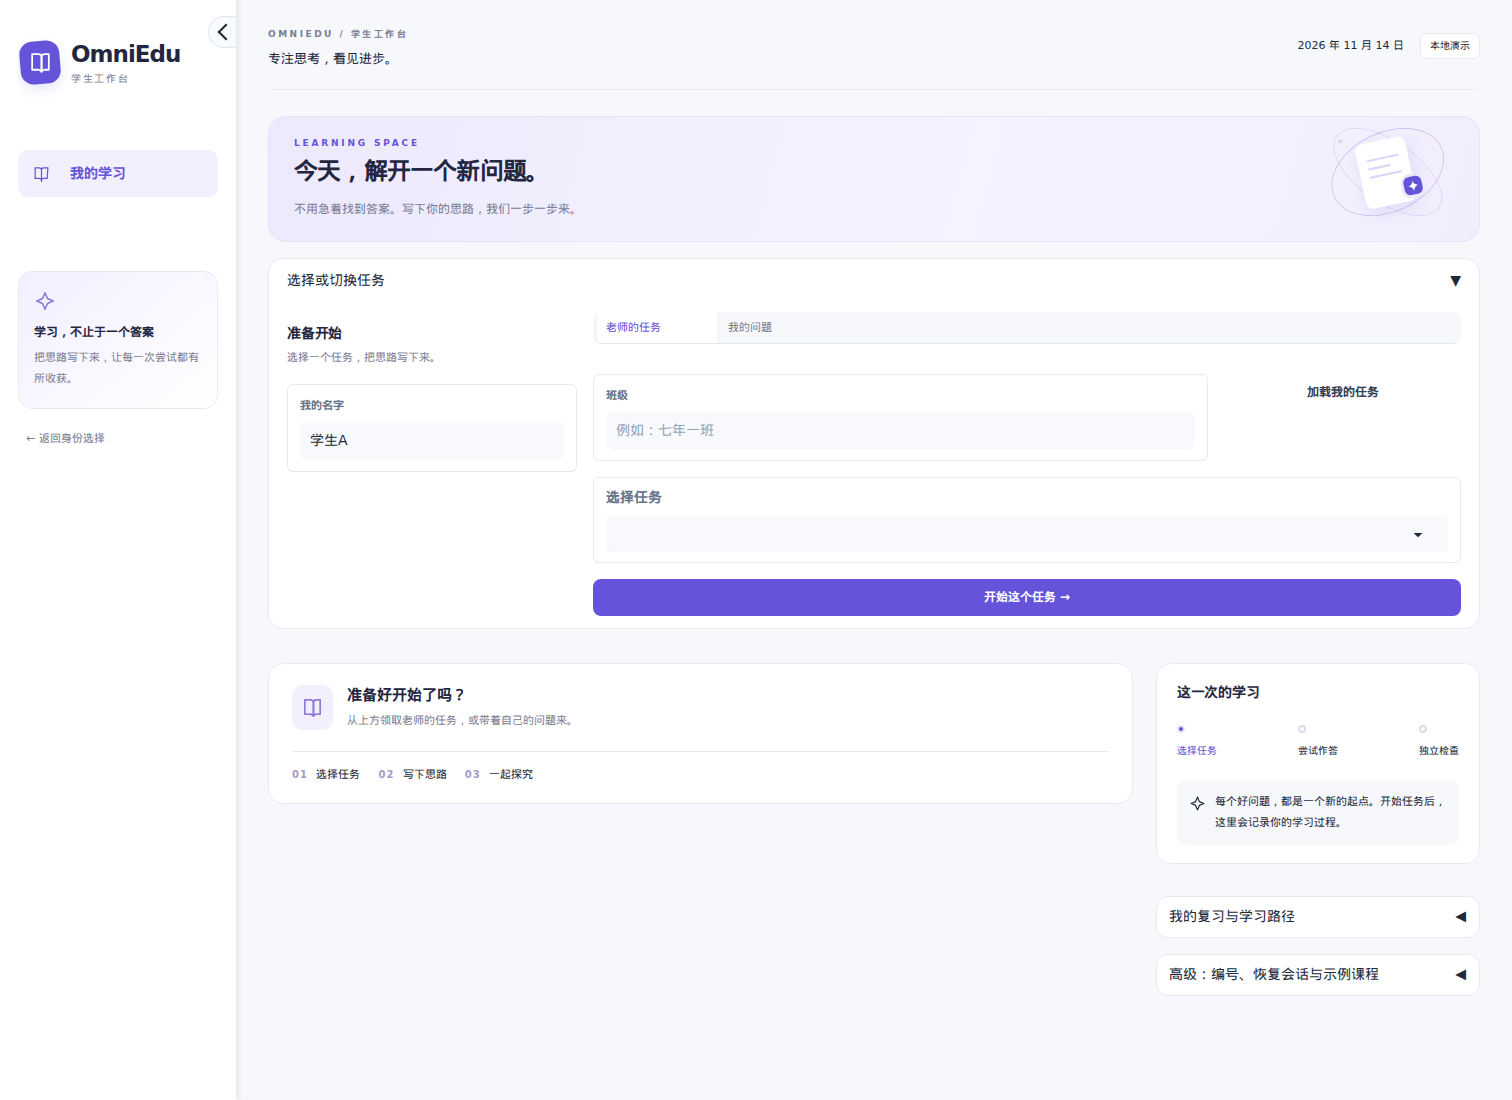 OmniEdu
学生工作台
我的学习
学习，不止于一个答案
把思路写下来，让每一次尝试都有
所收获。
← 返回身份选择
OMNIEDU / 学生工作台
专注思考，看见进步。
2026 年 11 月 14 日
本地演示
LEARNING SPACE
今天，解开一个新问题。
不用急着找到答案。写下你的思路，我们一步一步来。
选择或切换任务
准备开始
选择一个任务，把思路写下来。
我的名字
学生A
老师的任务
我的问题
班级
例如：七年一班
加载我的任务
选择任务
开始这个任务 →
准备好开始了吗？
从上方领取老师的任务，或带着自己的问题来。
01 选择任务 02 写下思路 03 一起探究
这一次的学习
选择任务 尝试作答 独立检查
每个好问题，都是一个新的起点。开始任务后，
这里会记录你的学习过程。
我的复习与学习路径
高级：编号、恢复会话与示例课程